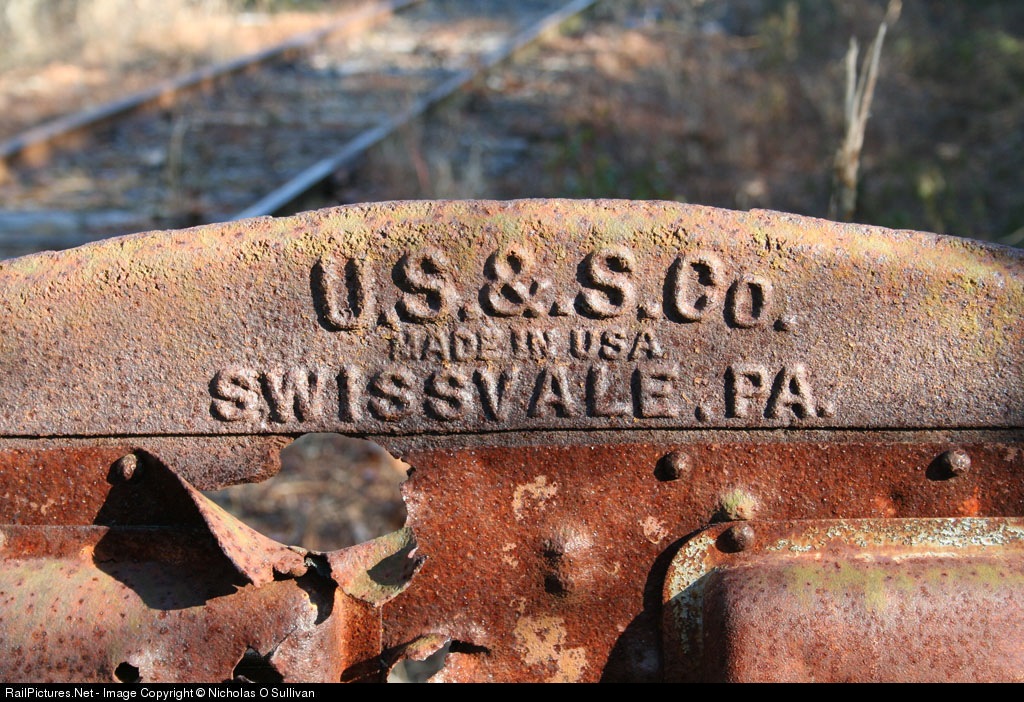 U.S.&.S.Co.
MADE IN USA
SWISSVALE.PA.
RailPictures.Net - Image Copyright © Nicholas O Sullivan